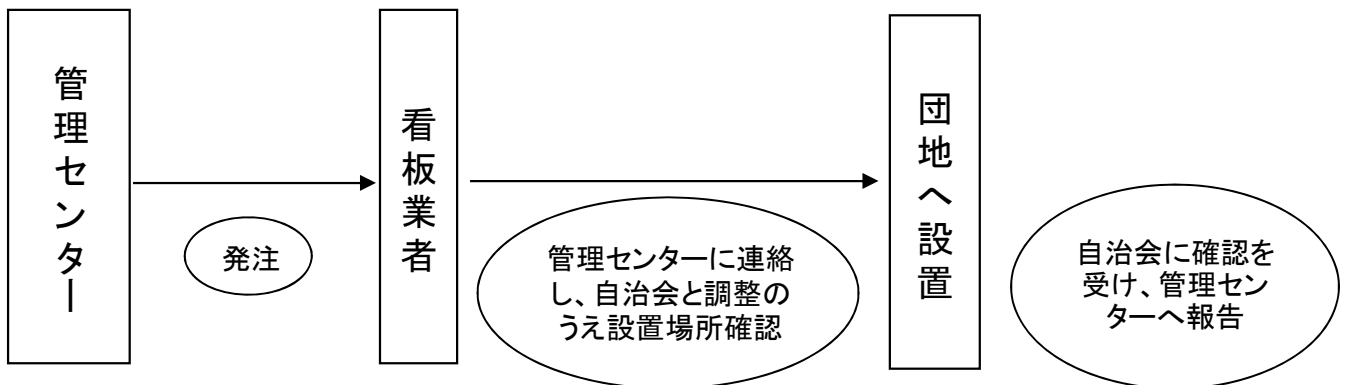 管理センター
発注
看板業者
管理センターに連絡
し、自治会と調整の
うえ設置場所確認
団地へ設置
自治会に確認を
受け、管理セン
ターへ報告